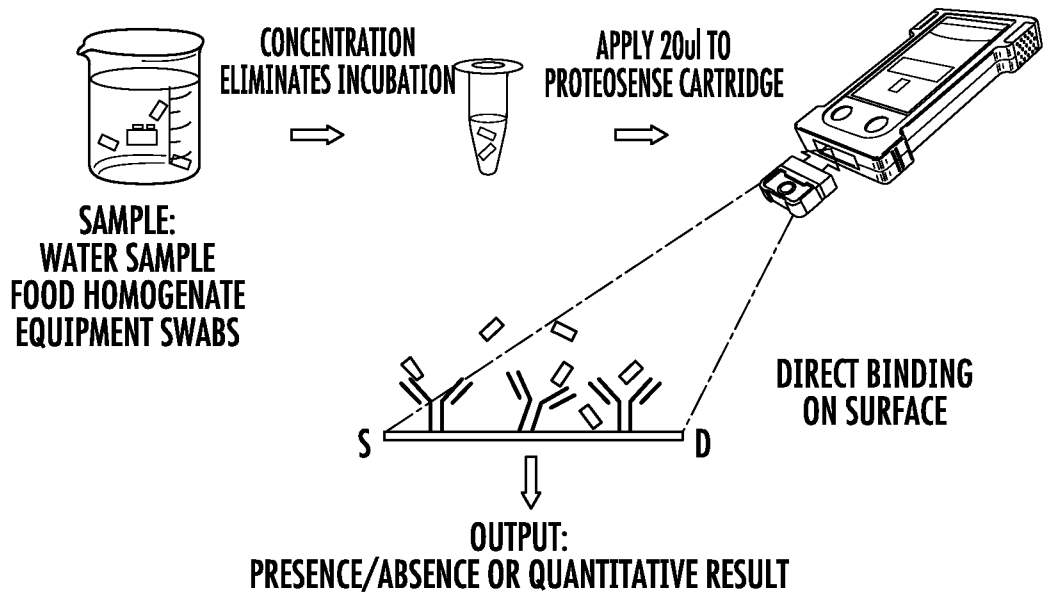 CONCENTRATION
ELIMINATES INCUBATION
APPLY 20ul TO
PROTEOSENSE CARTRIDGE
SAMPLE:
WATER SAMPLE
FOOD HOMOGENATE
EQUIPMENT SWABS
DIRECT BINDING
ON SURFACE
S
D
OUTPUT:
PRESENCE/ABSENCE OR QUANTITATIVE RESULT